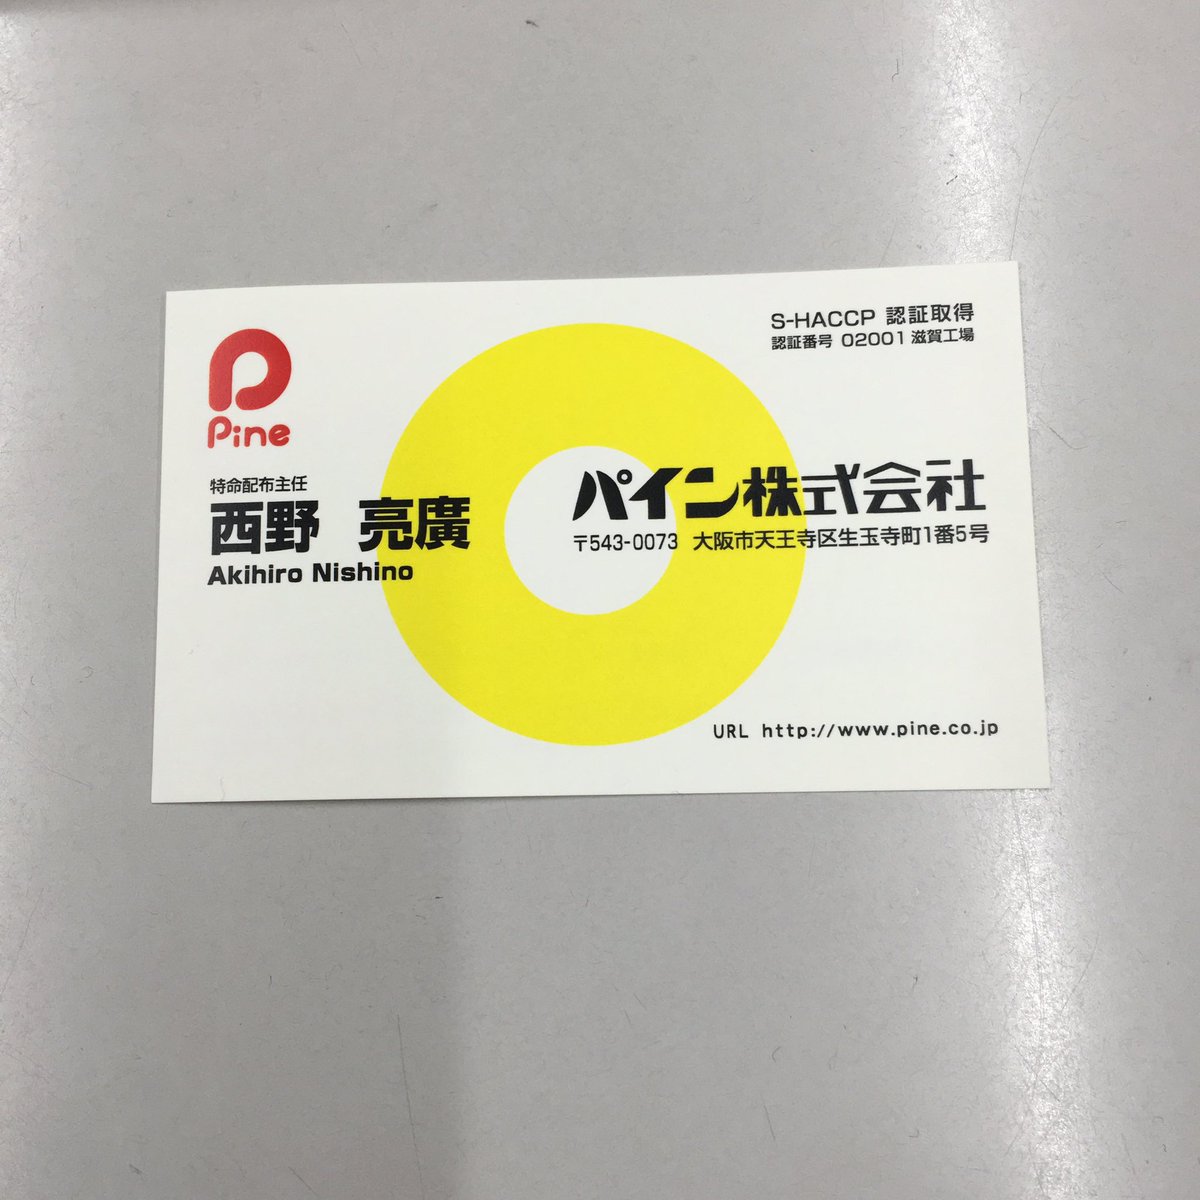 Pine
S-HACCP 認証取得
認証番号 02001 滋賀工場
特命配布主任
西野 亮廣
Akihiro Nishino
パイン株式会社
〒543-0073 大阪市天王寺区生玉寺町1番5号
URL http://www.pine.co.jp